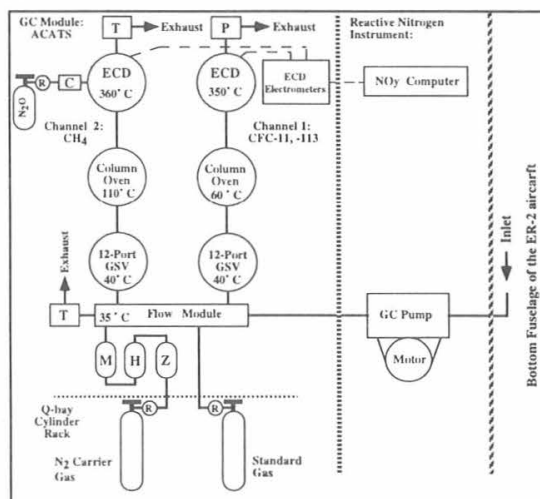 GC Module:
ACATS
T
Exhaust
P
Exhaust
Reactive Nitrogen
Instrument:
ECD
360° C
ECD
350° C
ECD
Electrometers
NOy Computer
R
C
N2O
Channel 2:
CH4
Channel 1:
CFC-11, -113
Column
Oven
110° C
Column
Oven
60° C
12-Port
GSV
40° C
12-Port
GSV
40° C
Exhaust
T
35° C
Flow Module
GC Pump
Motor
Inlet
Bottom Fuselage of the ER-2 aircarft
M
H
Z
Q-bay
Cylinder
Rack
R
R
N2 Carrier
Gas
Standard
Gas